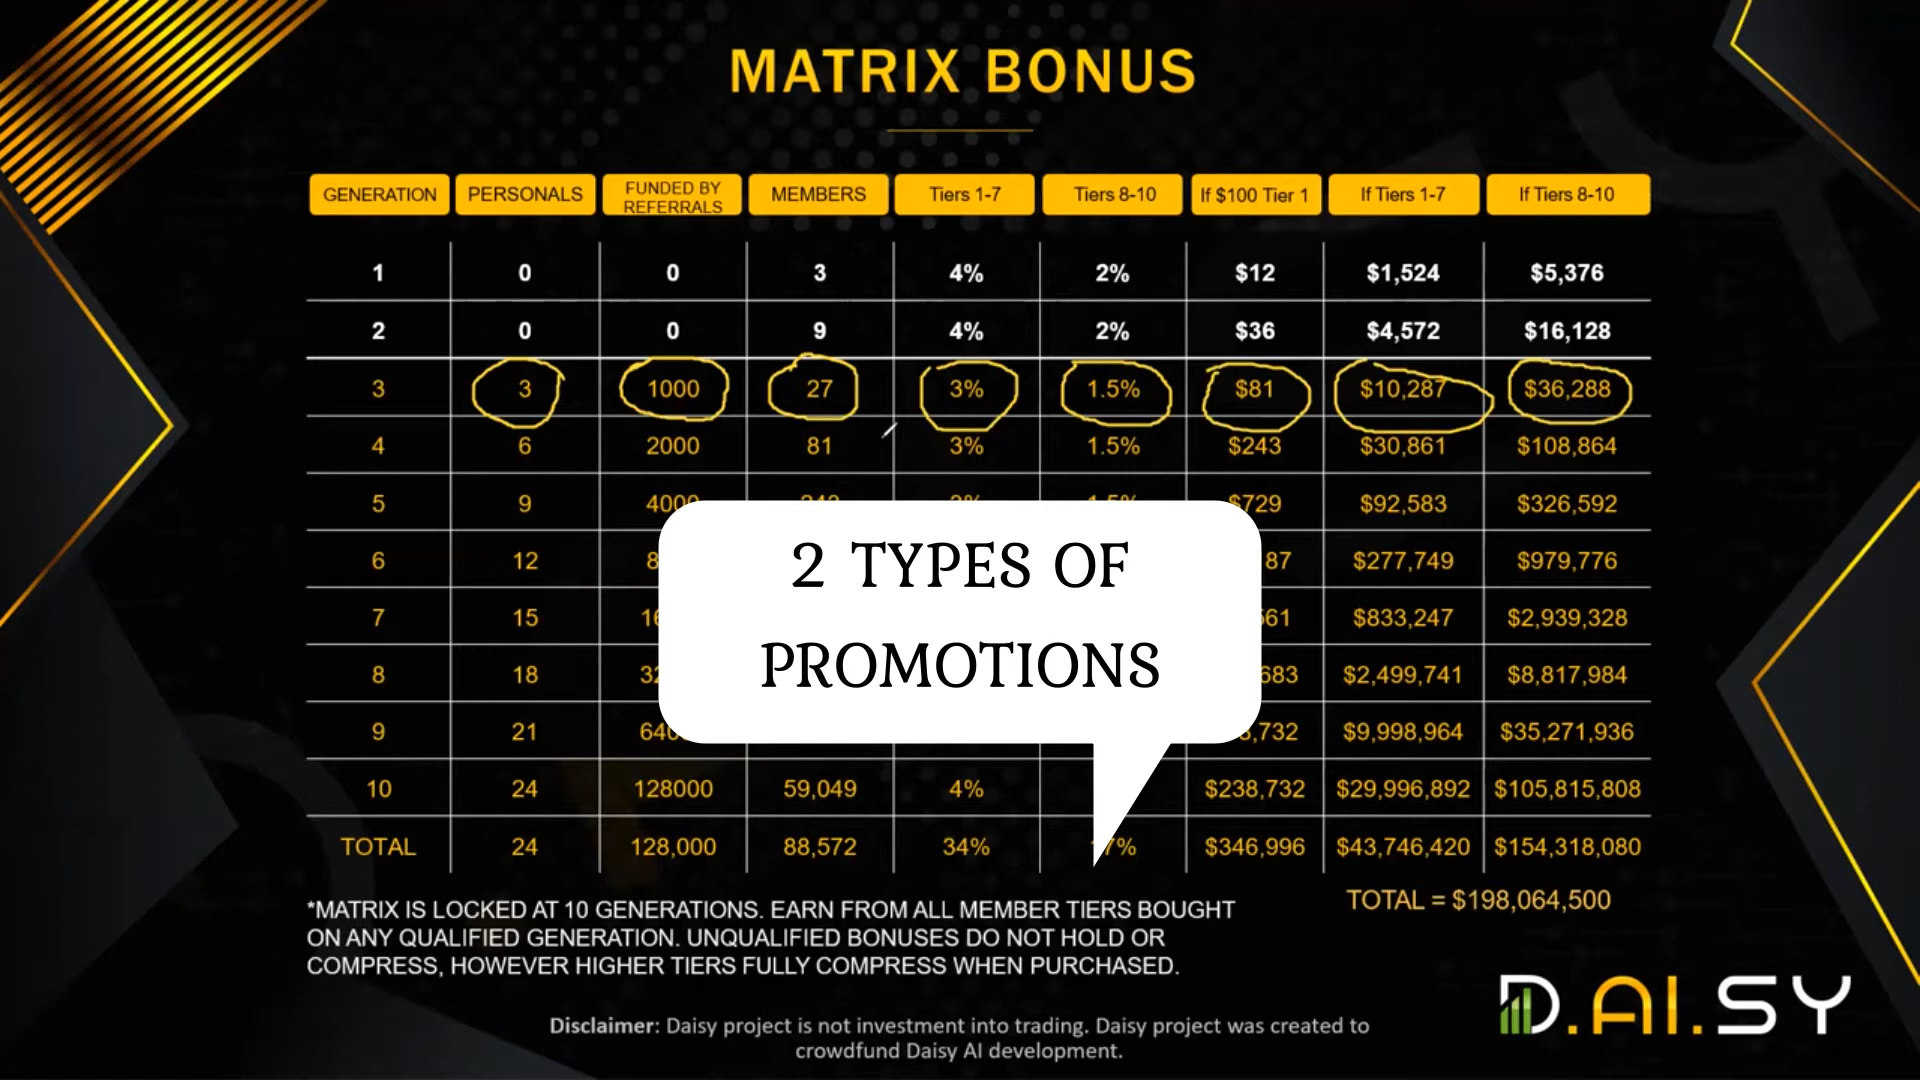 MATRIX BONUS
GENERATION PERSONALS FUNDED BY REFERRALS MEMBERS Tiers 1-7 Tiers 8-10 If $100 Tier 1 If Tiers 1-7 If Tiers 8-10
1 0 0 3 4% 2% $12 $1,524 $5,376
2 0 0 9 4% 2% $36 $4,572 $16,128
3 3 1000 27 3% 1.5% $81 $10,287 $36,288
4 6 2000 81 3% 1.5% $243 $30,861 $108,864
5 9 $92,583 $326,592
6 12 $277,749 $979,776
7 15 $833,247 $2,939,328
8 18 $2,499,741 $8,817,984
9 21 $9,998,964 $35,271,936
10 24 128000 59,049 4% $238,732 $29,996,892 $105,815,808
TOTAL 24 128,000 88,572 34% $346,996 $43,746,420 $154,318,080
2 TYPES OF
PROMOTIONS
TOTAL = $198,064,500
*MATRIX IS LOCKED AT 10 GENERATIONS. EARN FROM ALL MEMBER TIERS BOUGHT
ON ANY QUALIFIED GENERATION. UNQUALIFIED BONUSES DO NOT HOLD OR
COMPRESS, HOWEVER HIGHER TIERS FULLY COMPRESS WHEN PURCHASED.
D.AI.SY
Disclaimer: Daisy project is not investment into trading. Daisy project was created to
crowdfund Daisy AI development.